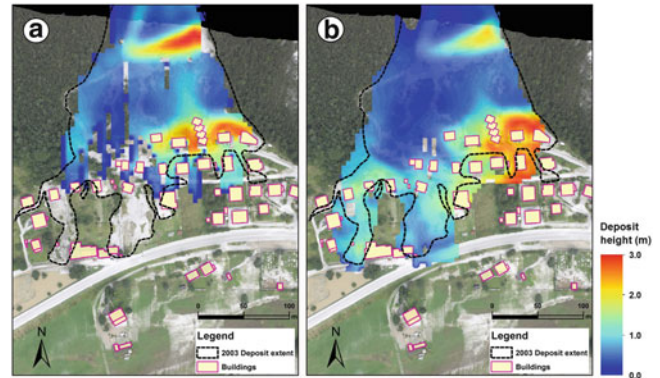 a
N
0 50 100
m
Legend
2003 Deposit extent
Buildings
b
N
0 50 100
m
Legend
2003 Deposit extent
Buildings
Deposit
height (m)
3.0
2.0
1.0
0.0